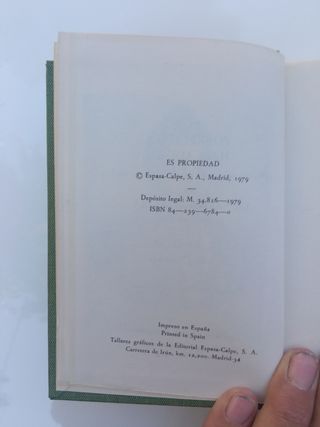 ES PROPIEDAD
© Espasa-Calpe, S. A., Madrid, 1979
—
Depósito legal: M. 34.816—1979
ISBN 84—239—6784—0
Impreso en España
Printed in Spain
Talleres gráficos de la Editorial Espasa-Calpe, S. A.
Carretera de Irún, km. 12,200. Madrid-34